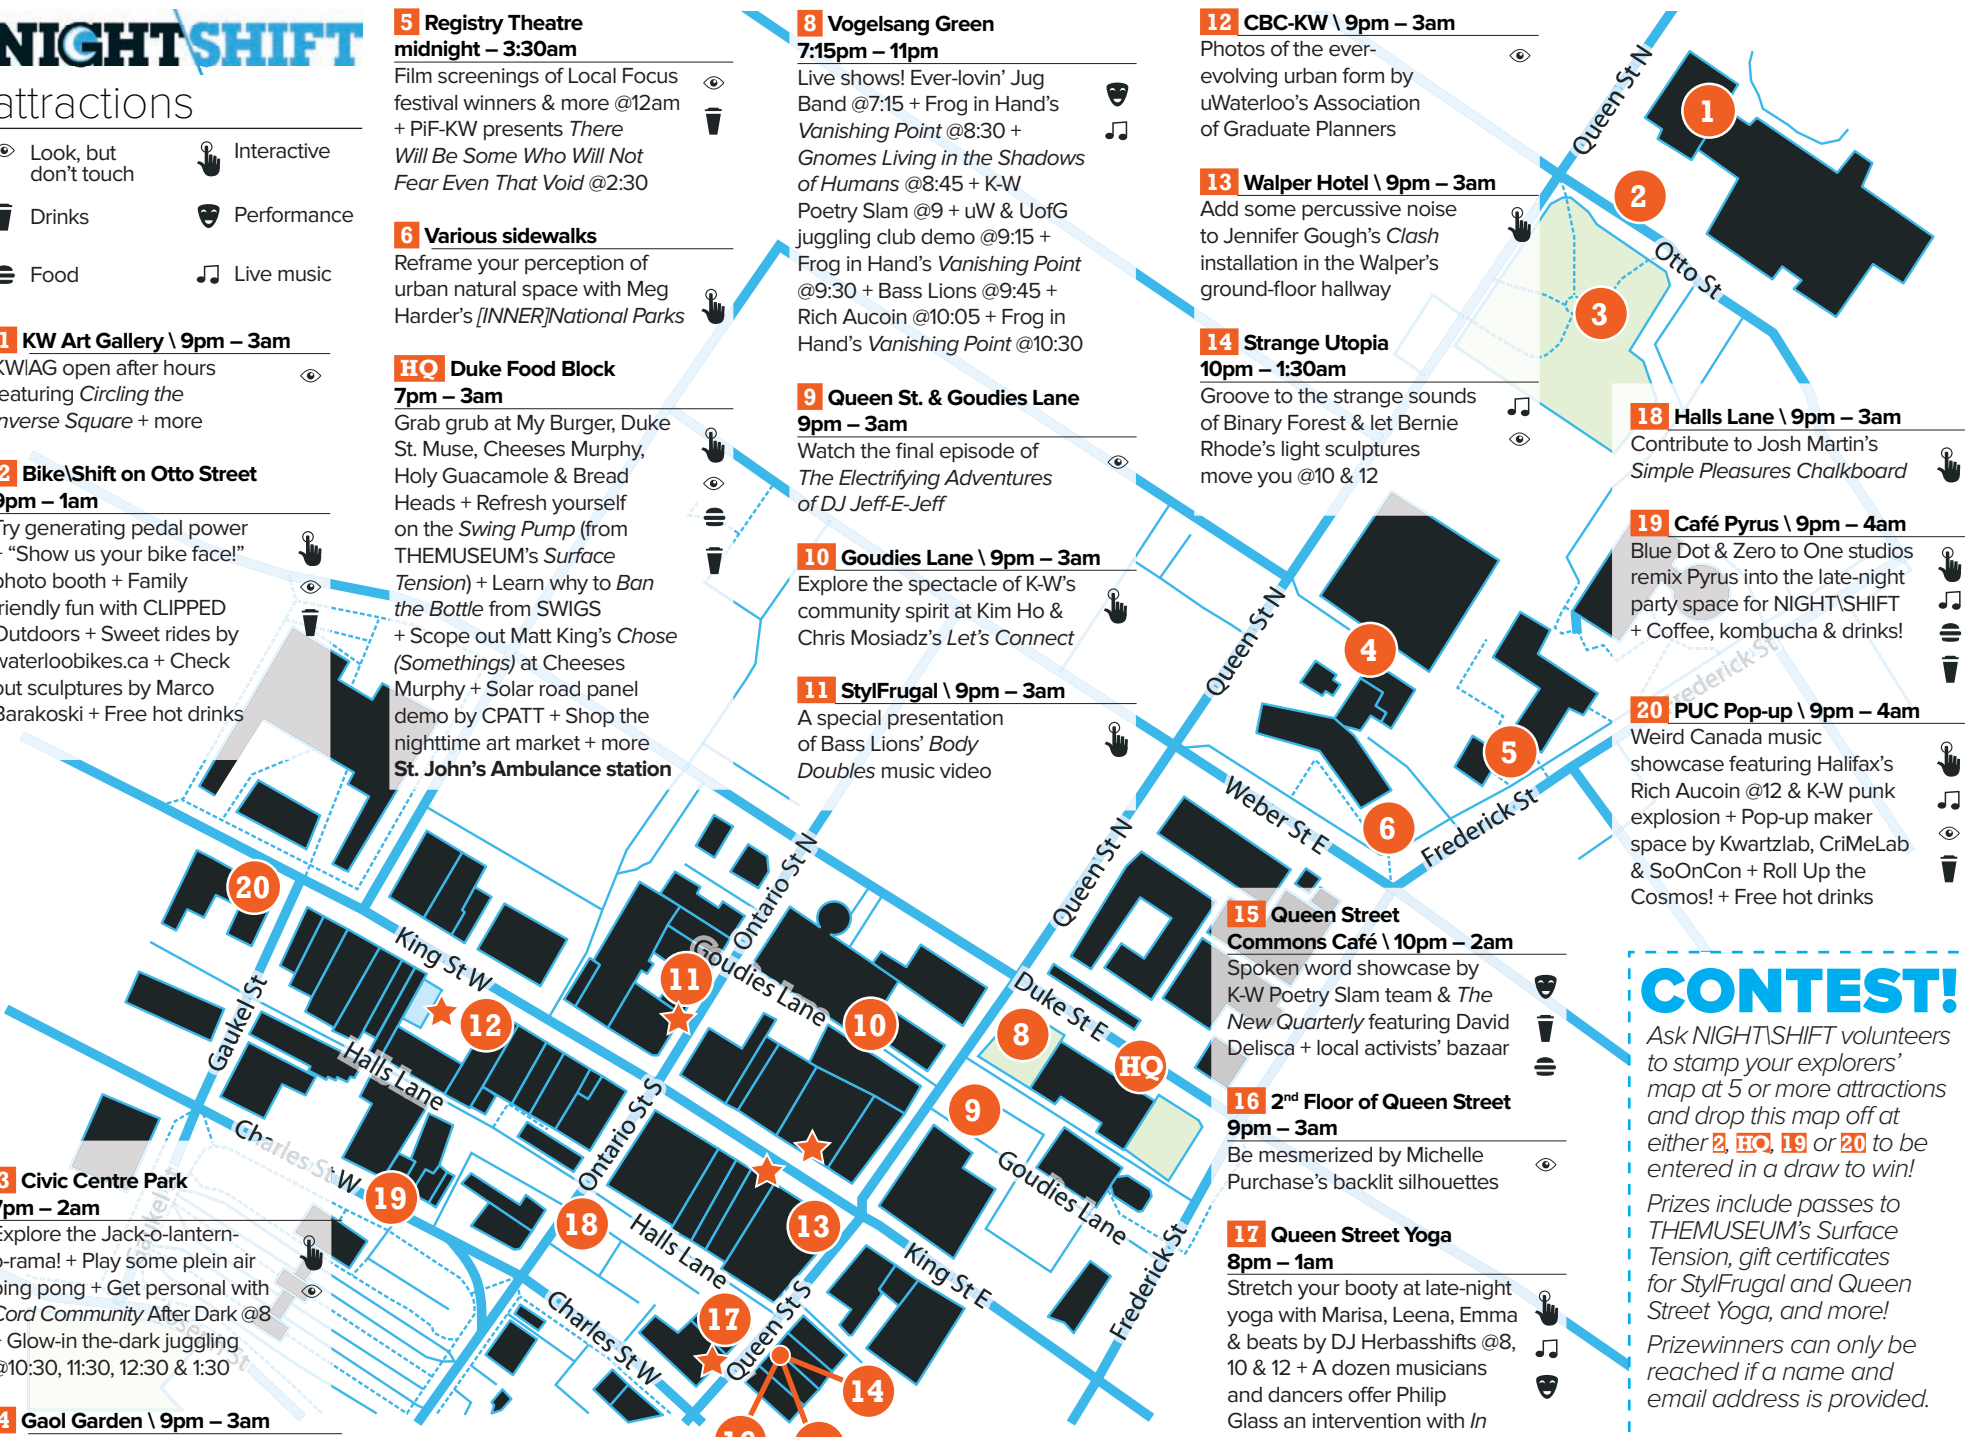 NIGHT\SHIFT
attractions
Look, but
don't touch
Interactive
Drinks
Performance
Food
Live music
1 KW Art Gallery \ 9pm – 3am
KW|AG open after hours
featuring Circling the
Inverse Square + more
2 Bike\Shift on Otto Street
9pm – 1am
Try generating pedal power
+ “Show us your bike face!”
photo booth + Family
friendly fun with CLIPPED
Outdoors + Sweet rides by
waterloobikes.ca + Check
out sculptures by Marco
Barakoski + Free hot drinks
3 Civic Centre Park
7pm – 2am
Explore the Jack-o-lantern-
o-rama! + Play some plein air
ping pong + Get personal with
Cord Community After Dark @8
+ Glow-in the-dark juggling
@10:30, 11:30, 12:30 & 1:30
4 Gaol Garden \ 9pm – 3am
5 Registry Theatre
midnight – 3:30am
Film screenings of Local Focus
festival winners & more @12am
+ PiF-KW presents There
Will Be Some Who Will Not
Fear Even That Void @2:30
6 Various sidewalks
Reframe your perception of
urban natural space with Meg
Harder’s [INNER]National Parks
HQ Duke Food Block
7pm – 3am
Grab grub at My Burger, Duke
St. Muse, Cheeses Murphy,
Holy Guacamole & Bread
Heads + Refresh yourself
on the Swing Pump (from
THEMUSEUM’s Surface
Tension) + Learn why to Ban
the Bottle from SWIGS
+ Scope out Matt King’s Chose
(Somethings) at Cheeses
Murphy + Solar road panel
demo by CPATT + Shop the
nighttime art market + more
St. John’s Ambulance station
8 Vogelsang Green
7:15pm – 11pm
Live shows! Ever-lovin’ Jug
Band @7:15 + Frog in Hand’s
Vanishing Point @8:30 +
Gnomes Living in the Shadows
of Humans @8:45 + K-W
Poetry Slam @9 + uW & UofG
juggling club demo @9:15 +
Frog in Hand’s Vanishing Point
@9:30 + Bass Lions @9:45 +
Rich Aucoin @10:05 + Frog in
Hand’s Vanishing Point @10:30
9 Queen St. & Goudies Lane
9pm – 3am
Watch the final episode of
The Electrifying Adventures
of DJ Jeff-E-Jeff
10 Goudies Lane \ 9pm – 3am
Explore the spectacle of K-W’s
community spirit at Kim Ho &
Chris Mosiadz’s Let’s Connect
11 StylFrugal \ 9pm – 3am
A special presentation
of Bass Lions’ Body
Doubles music video
12 CBC-KW \ 9pm – 3am
Photos of the ever-
evolving urban form by
uWaterloo’s Association
of Graduate Planners
13 Walper Hotel \ 9pm – 3am
Add some percussive noise
to Jennifer Gough’s Clash
installation in the Walper’s
ground-floor hallway
14 Strange Utopia
10pm – 1:30am
Groove to the strange sounds
of Binary Forest & let Bernie
Rhode’s light sculptures
move you @10 & 12
15 Queen Street
Commons Café \ 10pm – 2am
Spoken word showcase by
K-W Poetry Slam team & The
New Quarterly featuring David
Delisca + local activists’ bazaar
16 2nd Floor of Queen Street
9pm – 3am
Be mesmerized by Michelle
Purchase’s backlit silhouettes
17 Queen Street Yoga
8pm – 1am
Stretch your booty at late-night
yoga with Marisa, Leena, Emma
& beats by DJ Herbasshifts @8,
10 & 12 + A dozen musicians
and dancers offer Philip
Glass an intervention with In
18 Halls Lane \ 9pm – 3am
Contribute to Josh Martin’s
Simple Pleasures Chalkboard
19 Café Pyrus \ 9pm – 4am
Blue Dot & Zero to One studios
remix Pyrus into the late-night
party space for NIGHT\SHIFT
+ Coffee, kombucha & drinks!
20 PUC Pop-up \ 9pm – 4am
Weird Canada music
showcase featuring Halifax’s
Rich Aucoin @12 & K-W punk
explosion + Pop-up maker
space by Kwartzlab, CriMeLab
& SoOnCon + Roll Up the
Cosmos! + Free hot drinks
CONTEST!
Ask NIGHT\SHIFT volunteers
to stamp your explorers’
map at 5 or more attractions
and drop this map off at
either 2, HQ, 19 or 20 to be
entered in a draw to win!
Prizes include passes to
THEMUSEUM’s Surface
Tension, gift certificates
for StylFrugal and Queen
Street Yoga, and more!
Prizewinners can only be
reached if a name and
email address is provided.
Queen St N
1
2
Otto St
3
Queen St N
4
5
Frederick St
6
Weber St E
Frederick St
Queen St N
20
Ontario St N
King St W
11
Goudies Lane
10
12
Duke St E
8
HQ
9
Gaukel St
Halls Lane
Ontario St S
Charles St W
Charles St W
Gaukel St
19
18
Halls Lane
13
Goudies Lane
King St E
Frederick St
17
Queen St S
Charles St W
14